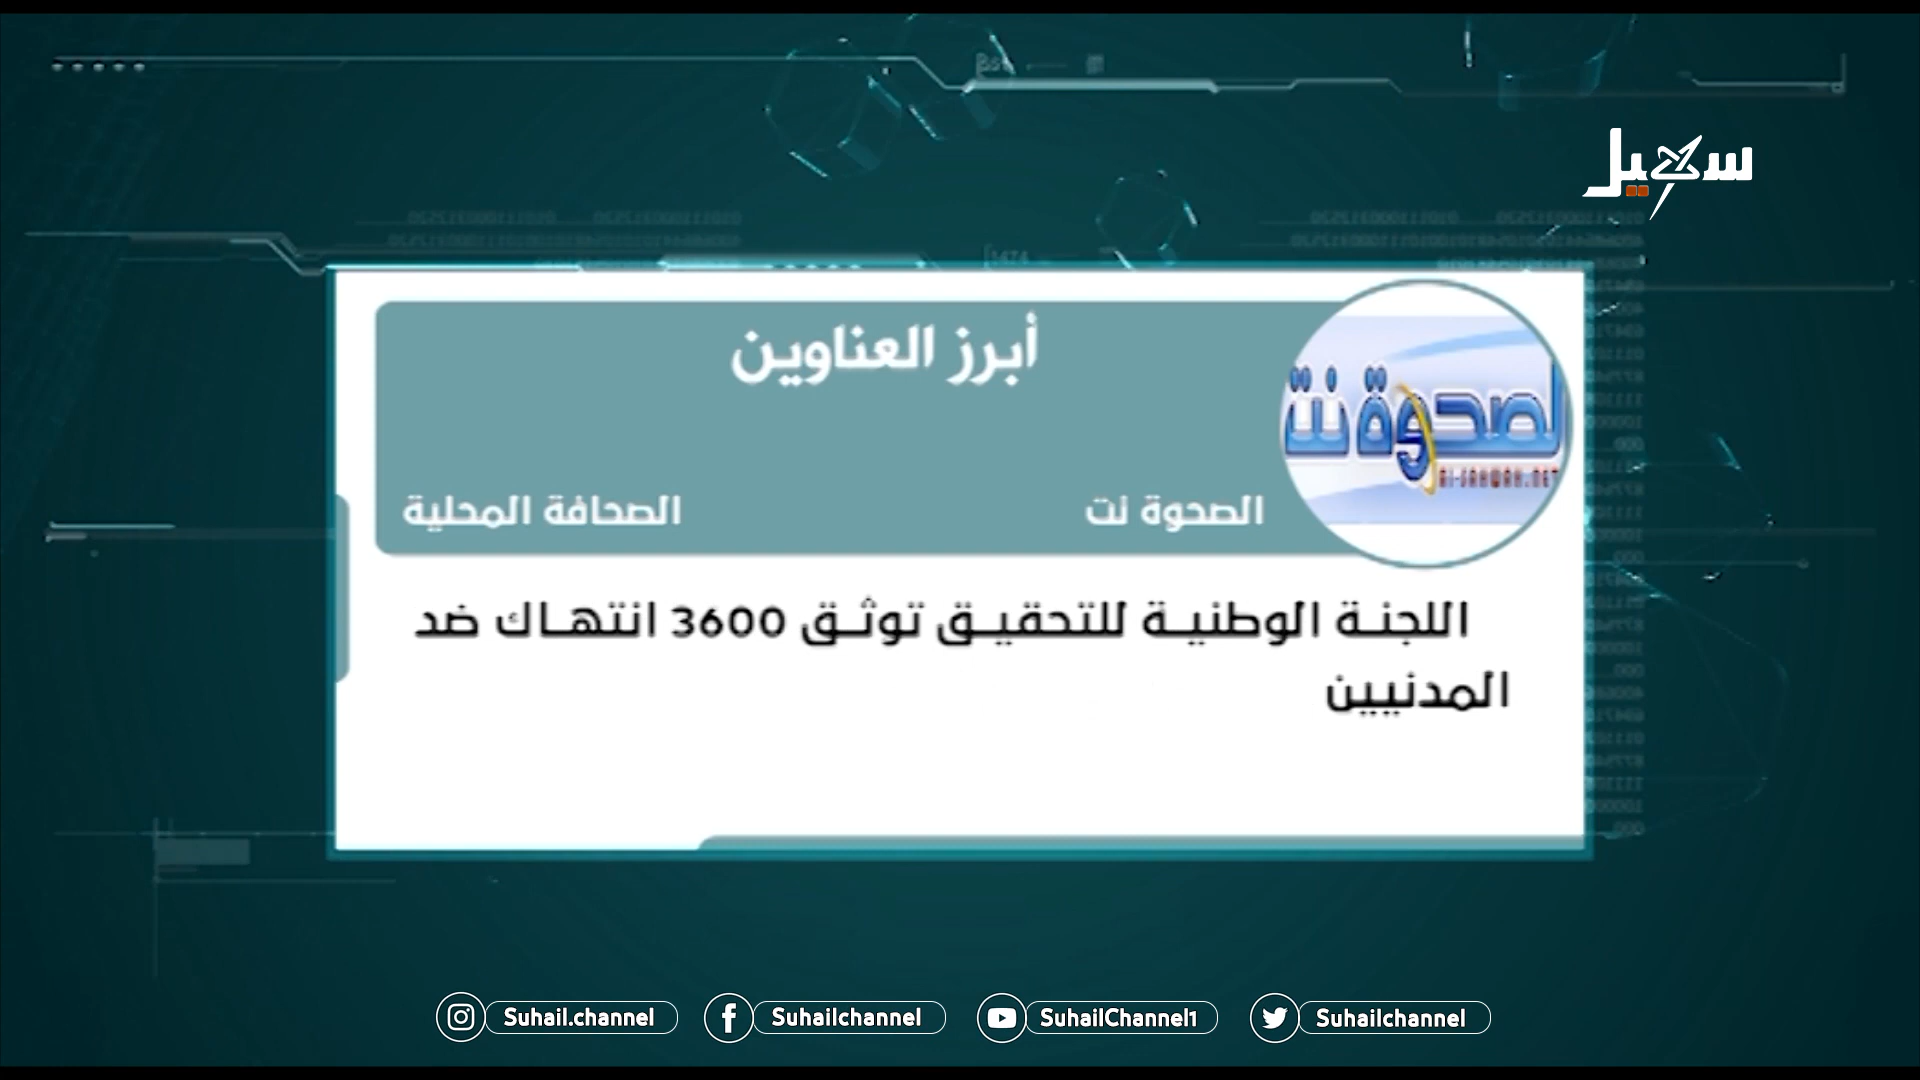 سهيل
أبرز العناوين
لصحوة نت
Al-SAHWAH.NET
الصحوة نت
الصحافة المحلية
اللجنة الوطنية للتحقيق توثق 3600 انتهاك ضد
المدنيين
Suhail.channel
Suhailchannel
SuhailChannel1
Suhailchannel